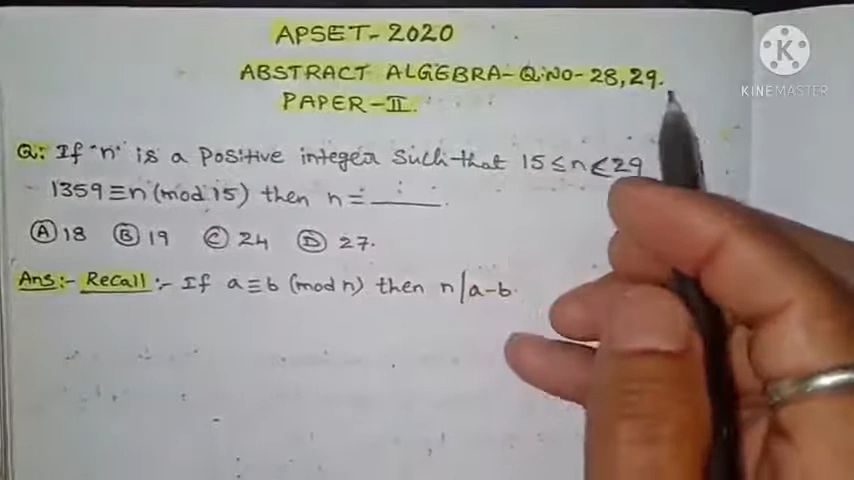 APSET-2020
ABSTRACT ALGEBRA-Q.NO-28,29.
PAPER-II.
KINEMASTER
Q: If "n" is a positive integer such that 15≤n<29
1359≡n(mod 15) then n=______.
Ⓐ 18 Ⓑ 19 Ⓒ 24 Ⓓ 27.
Ans:- Recall:- If a≡b (mod n) then n/a-b.